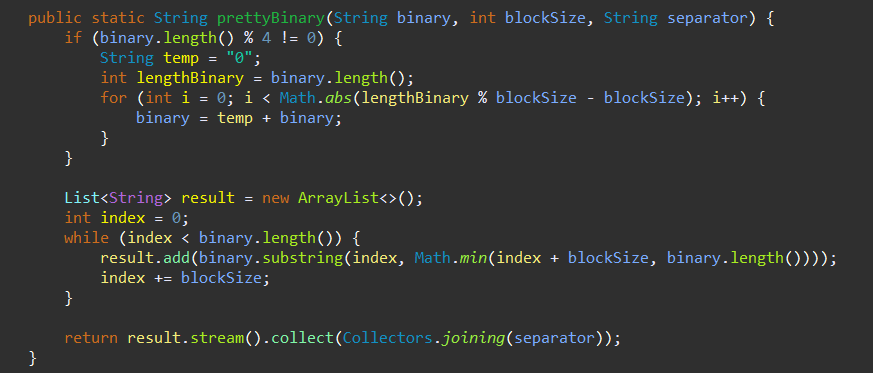 public static String prettyBinary(String binary, int blockSize, String separator) {
    if (binary.length() % 4 != 0) {
        String temp = "0";
        int lengthBinary = binary.length();
        for (int i = 0; i < Math.abs(lengthBinary % blockSize - blockSize); i++) {
            binary = temp + binary;
        }
    }

    List<String> result = new ArrayList<>();
    int index = 0;
    while (index < binary.length()) {
        result.add(binary.substring(index, Math.min(index + blockSize, binary.length())));
        index += blockSize;
    }

    return result.stream().collect(Collectors.joining(separator));
}